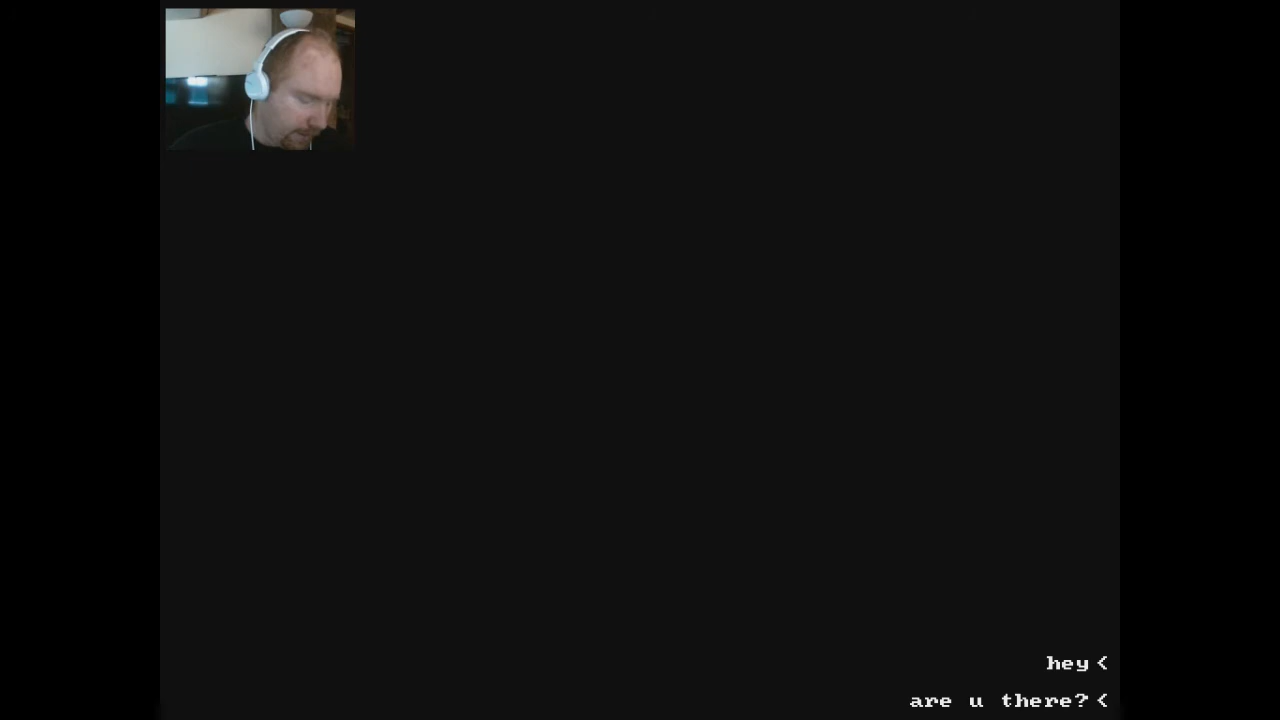 hey <
are u there? <